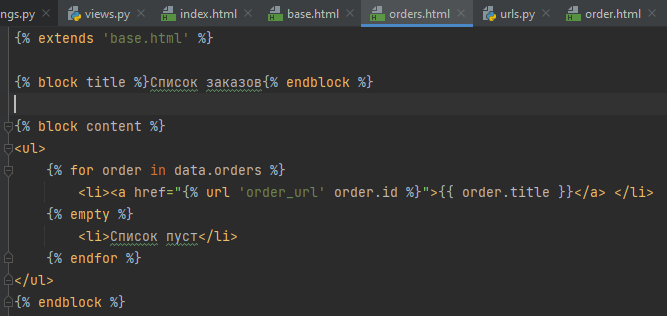 ngs.py × views.py × index.html × base.html × orders.html × urls.py × order.html ×
{% extends 'base.html' %}
{% block title %}Список заказов{% endblock %}
{% block content %}
<ul>
{% for order in data.orders %}
<li><a href="{% url 'order_url' order.id %}">{{ order.title }}</a> </li>
{% empty %}
<li>Список пуст</li>
{% endfor %}
</ul>
{% endblock %}